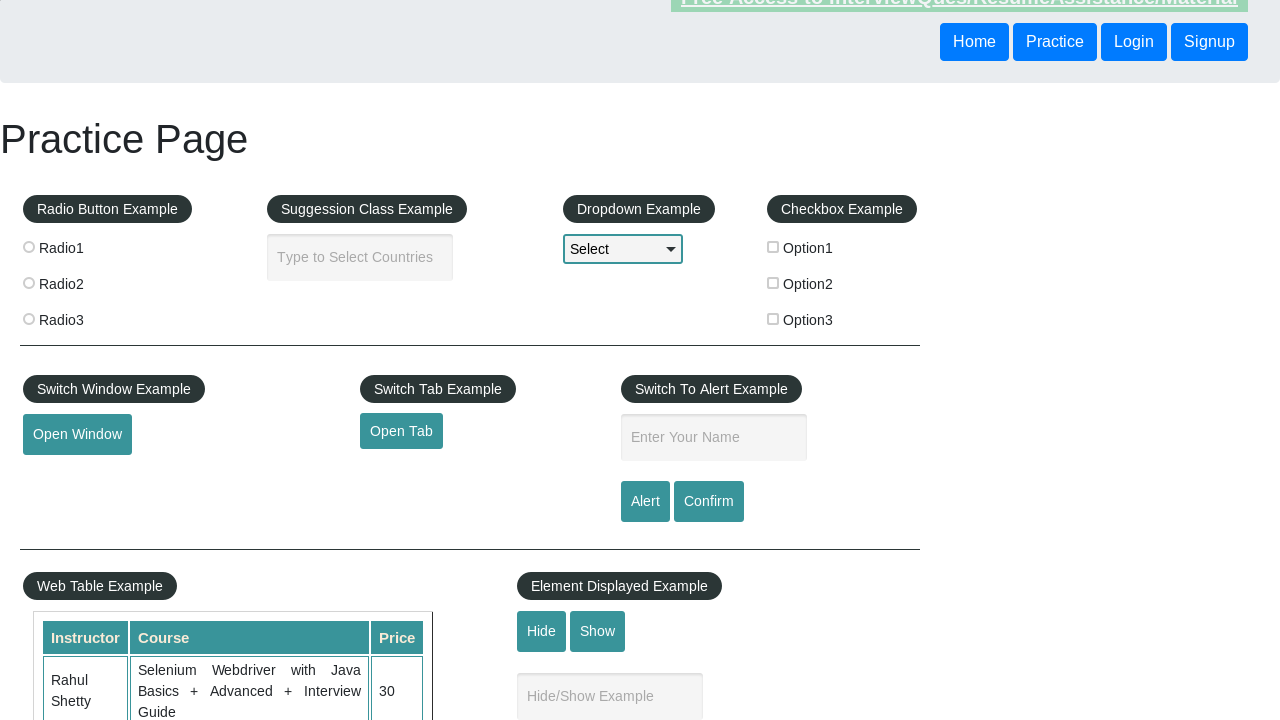 Free Access to InterviewQues/ResumeAssistance/Material
Home Practice Login Signup
Practice Page
Radio Button Example Suggession Class Example Dropdown Example Checkbox Example
Radio1 Type to Select Countries Select Option1
Radio2 Option2
Radio3 Option3
Switch Window Example Switch Tab Example Switch To Alert Example
Open Window Open Tab Enter Your Name
Alert Confirm
Web Table Example Element Displayed Example
Hide Show
Instructor Course Price
Rahul Shetty Selenium Webdriver with Java Basics + Advanced + Interview Guide 30
Hide/Show Example